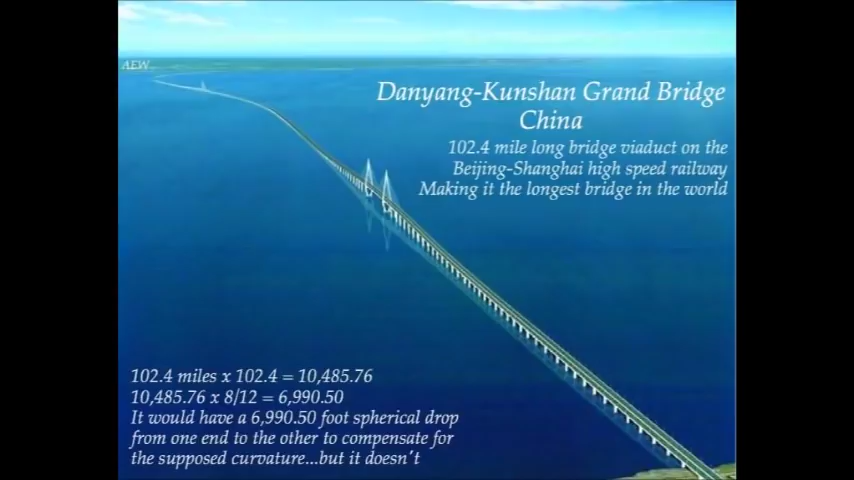 AEW
Danyang-Kunshan Grand Bridge
China
102.4 mile long bridge viaduct on the
Beijing-Shanghai high speed railway
Making it the longest bridge in the world
102.4 miles x 102.4 = 10,485.76
10,485.76 x 8/12 = 6,990.50
It would have a 6,990.50 foot spherical drop
from one end to the other to compensate for
the supposed curvature...but it doesn't